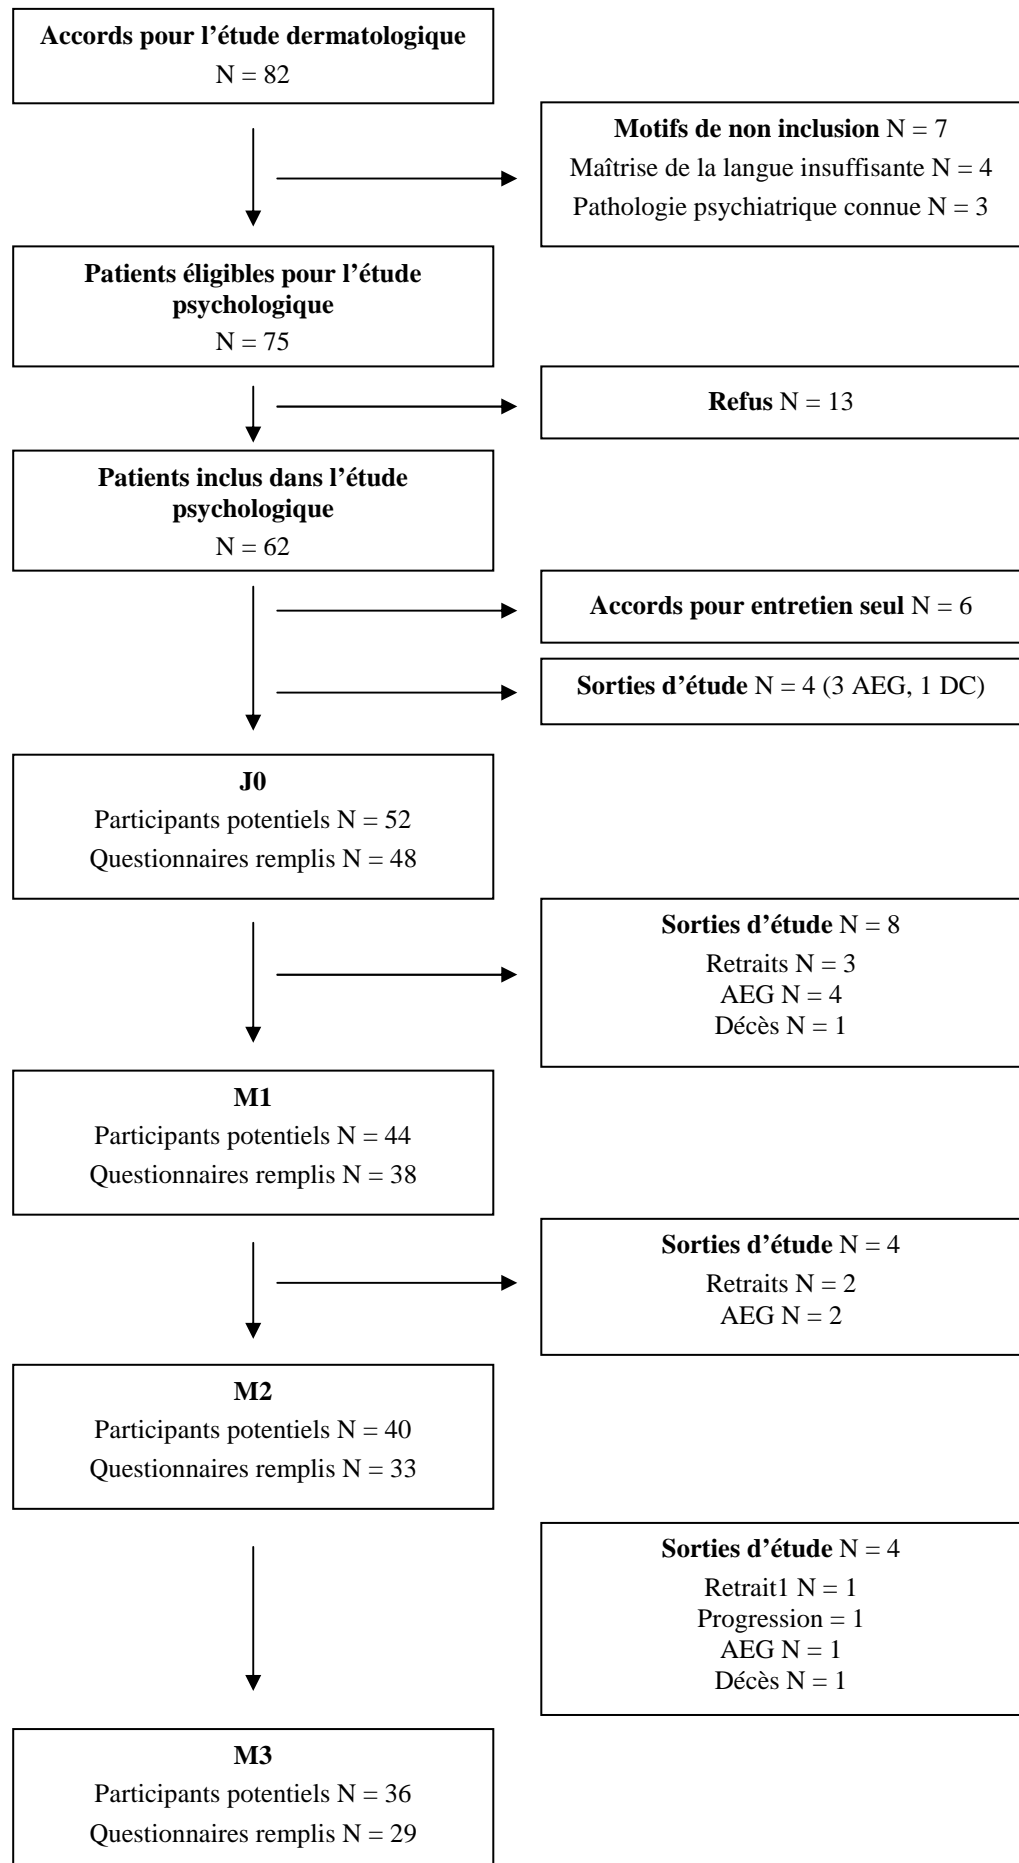 Accords pour l’étude dermatologique
N = 82
Motifs de non inclusion N = 7
Maîtrise de la langue insuffisante N = 4
Pathologie psychiatrique connue N = 3
Patients éligibles pour l’étude
psychologique
N = 75
Refus N = 13
Patients inclus dans l’étude
psychologique
N = 62
Accords pour entretien seul N = 6
Sorties d’étude N = 4 (3 AEG, 1 DC)
J0
Participants potentiels N = 52
Questionnaires remplis N = 48
Sorties d’étude N = 8
Retraits N = 3
AEG N = 4
Décès N = 1
M1
Participants potentiels N = 44
Questionnaires remplis N = 38
Sorties d’étude N = 4
Retraits N = 2
AEG N = 2
M2
Participants potentiels N = 40
Questionnaires remplis N = 33
Sorties d’étude N = 4
Retrait1 N = 1
Progression = 1
AEG N = 1
Décès N = 1
M3
Participants potentiels N = 36
Questionnaires remplis N = 29